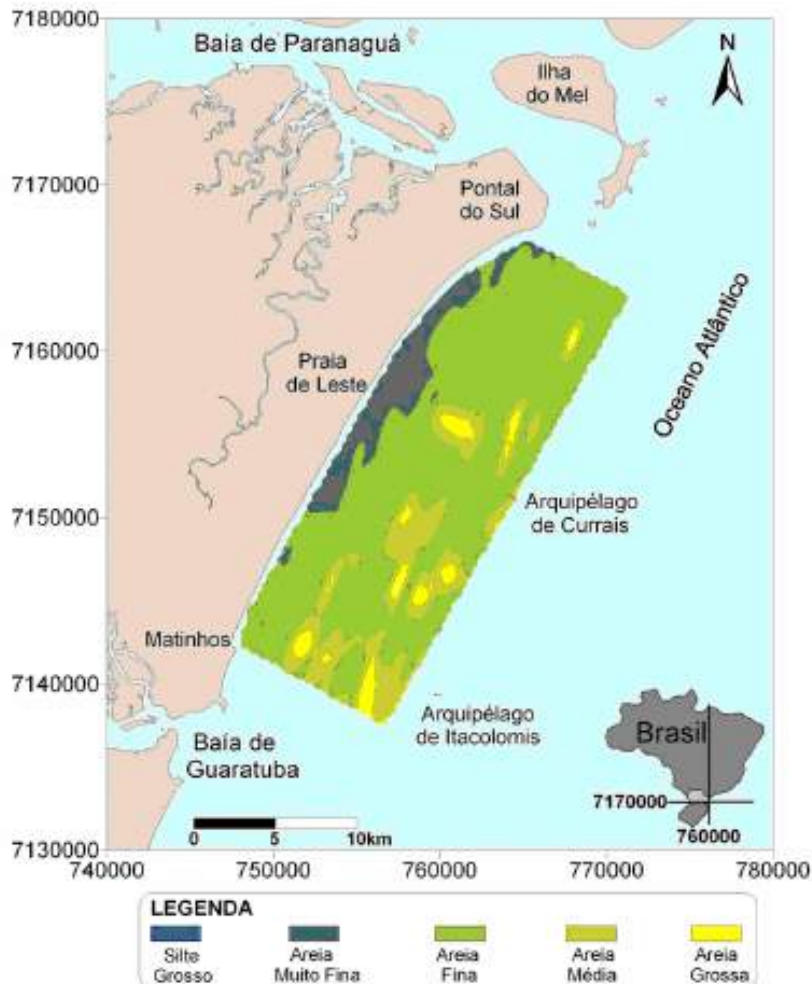 7180000
Baía de Paranaguá
N
Ilha
do Mel
7170000
Pontal
do Sul
7160000
Praia
de Leste
Oceano Atlântico
7150000
Arquipélago
de Currais
Matinhos
7140000
Arquipélago
de Itacolomis
Baía de
Guaratuba
Brasil
7170000
760000
0 5 10km
7130000
740000 750000 760000 770000 780000
LEGENDA
Silte
Grosso
Areia
Muito Fina
Areia
Fina
Areia
Média
Areia
Grossa